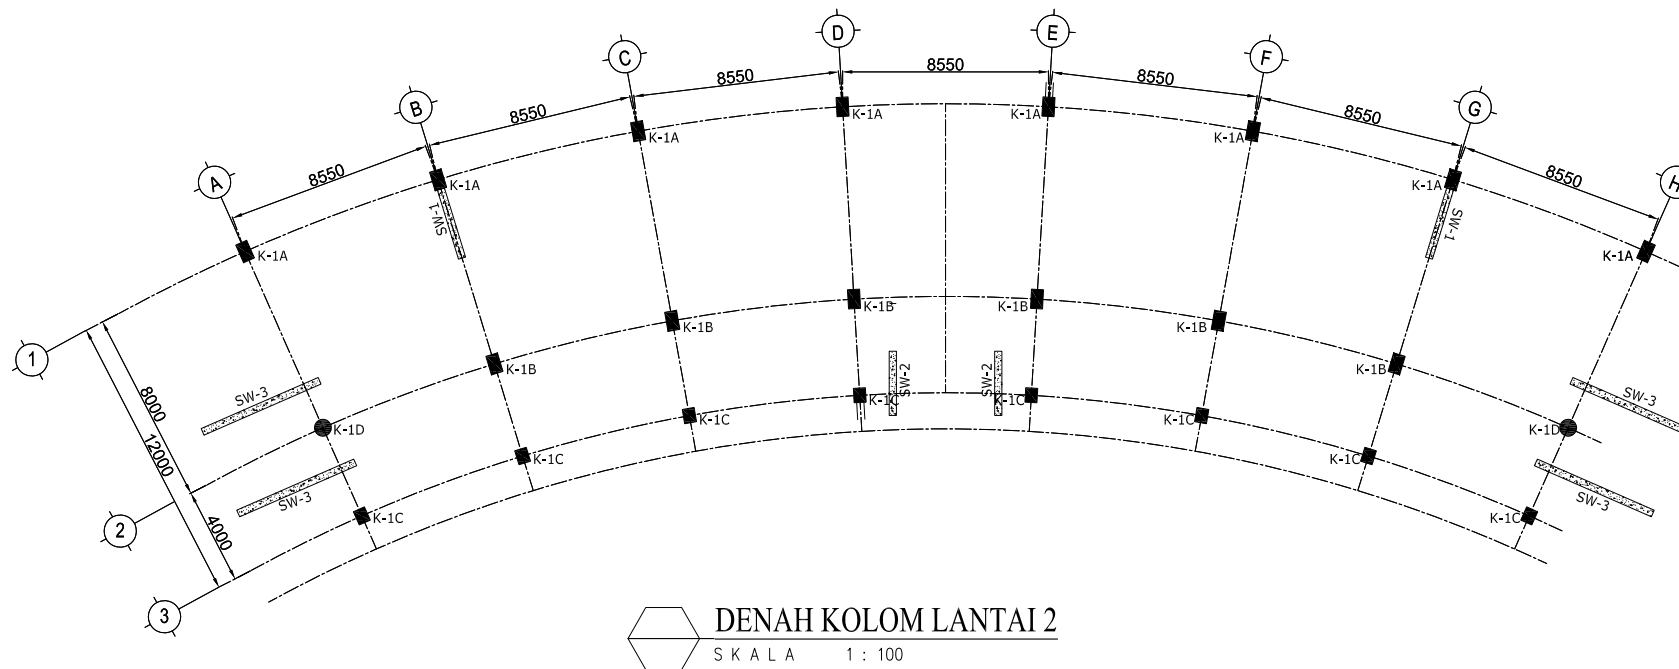 D
E
C
F
8550
8550
8550
B
G
8550
8550
K-1A
K-1A
A
K-1A
K-1A
8550
8550
H
K-1A
K-1A
SW-1
SW-1
K-1A
K-1A
K-1B
K-1B
K-1B
K-1B
1
K-1B
K-1B
SW-2
SW-2
8000
SW-3
SW-3
K-1C
K-1C
K-1C
K-1C
K-1D
K-1D
12000
K-1C
K-1C
SW-3
SW-3
K-1C
K-1C
2
4000
3
DENAH KOLOM LANTAI 2
SKALA 1 : 100